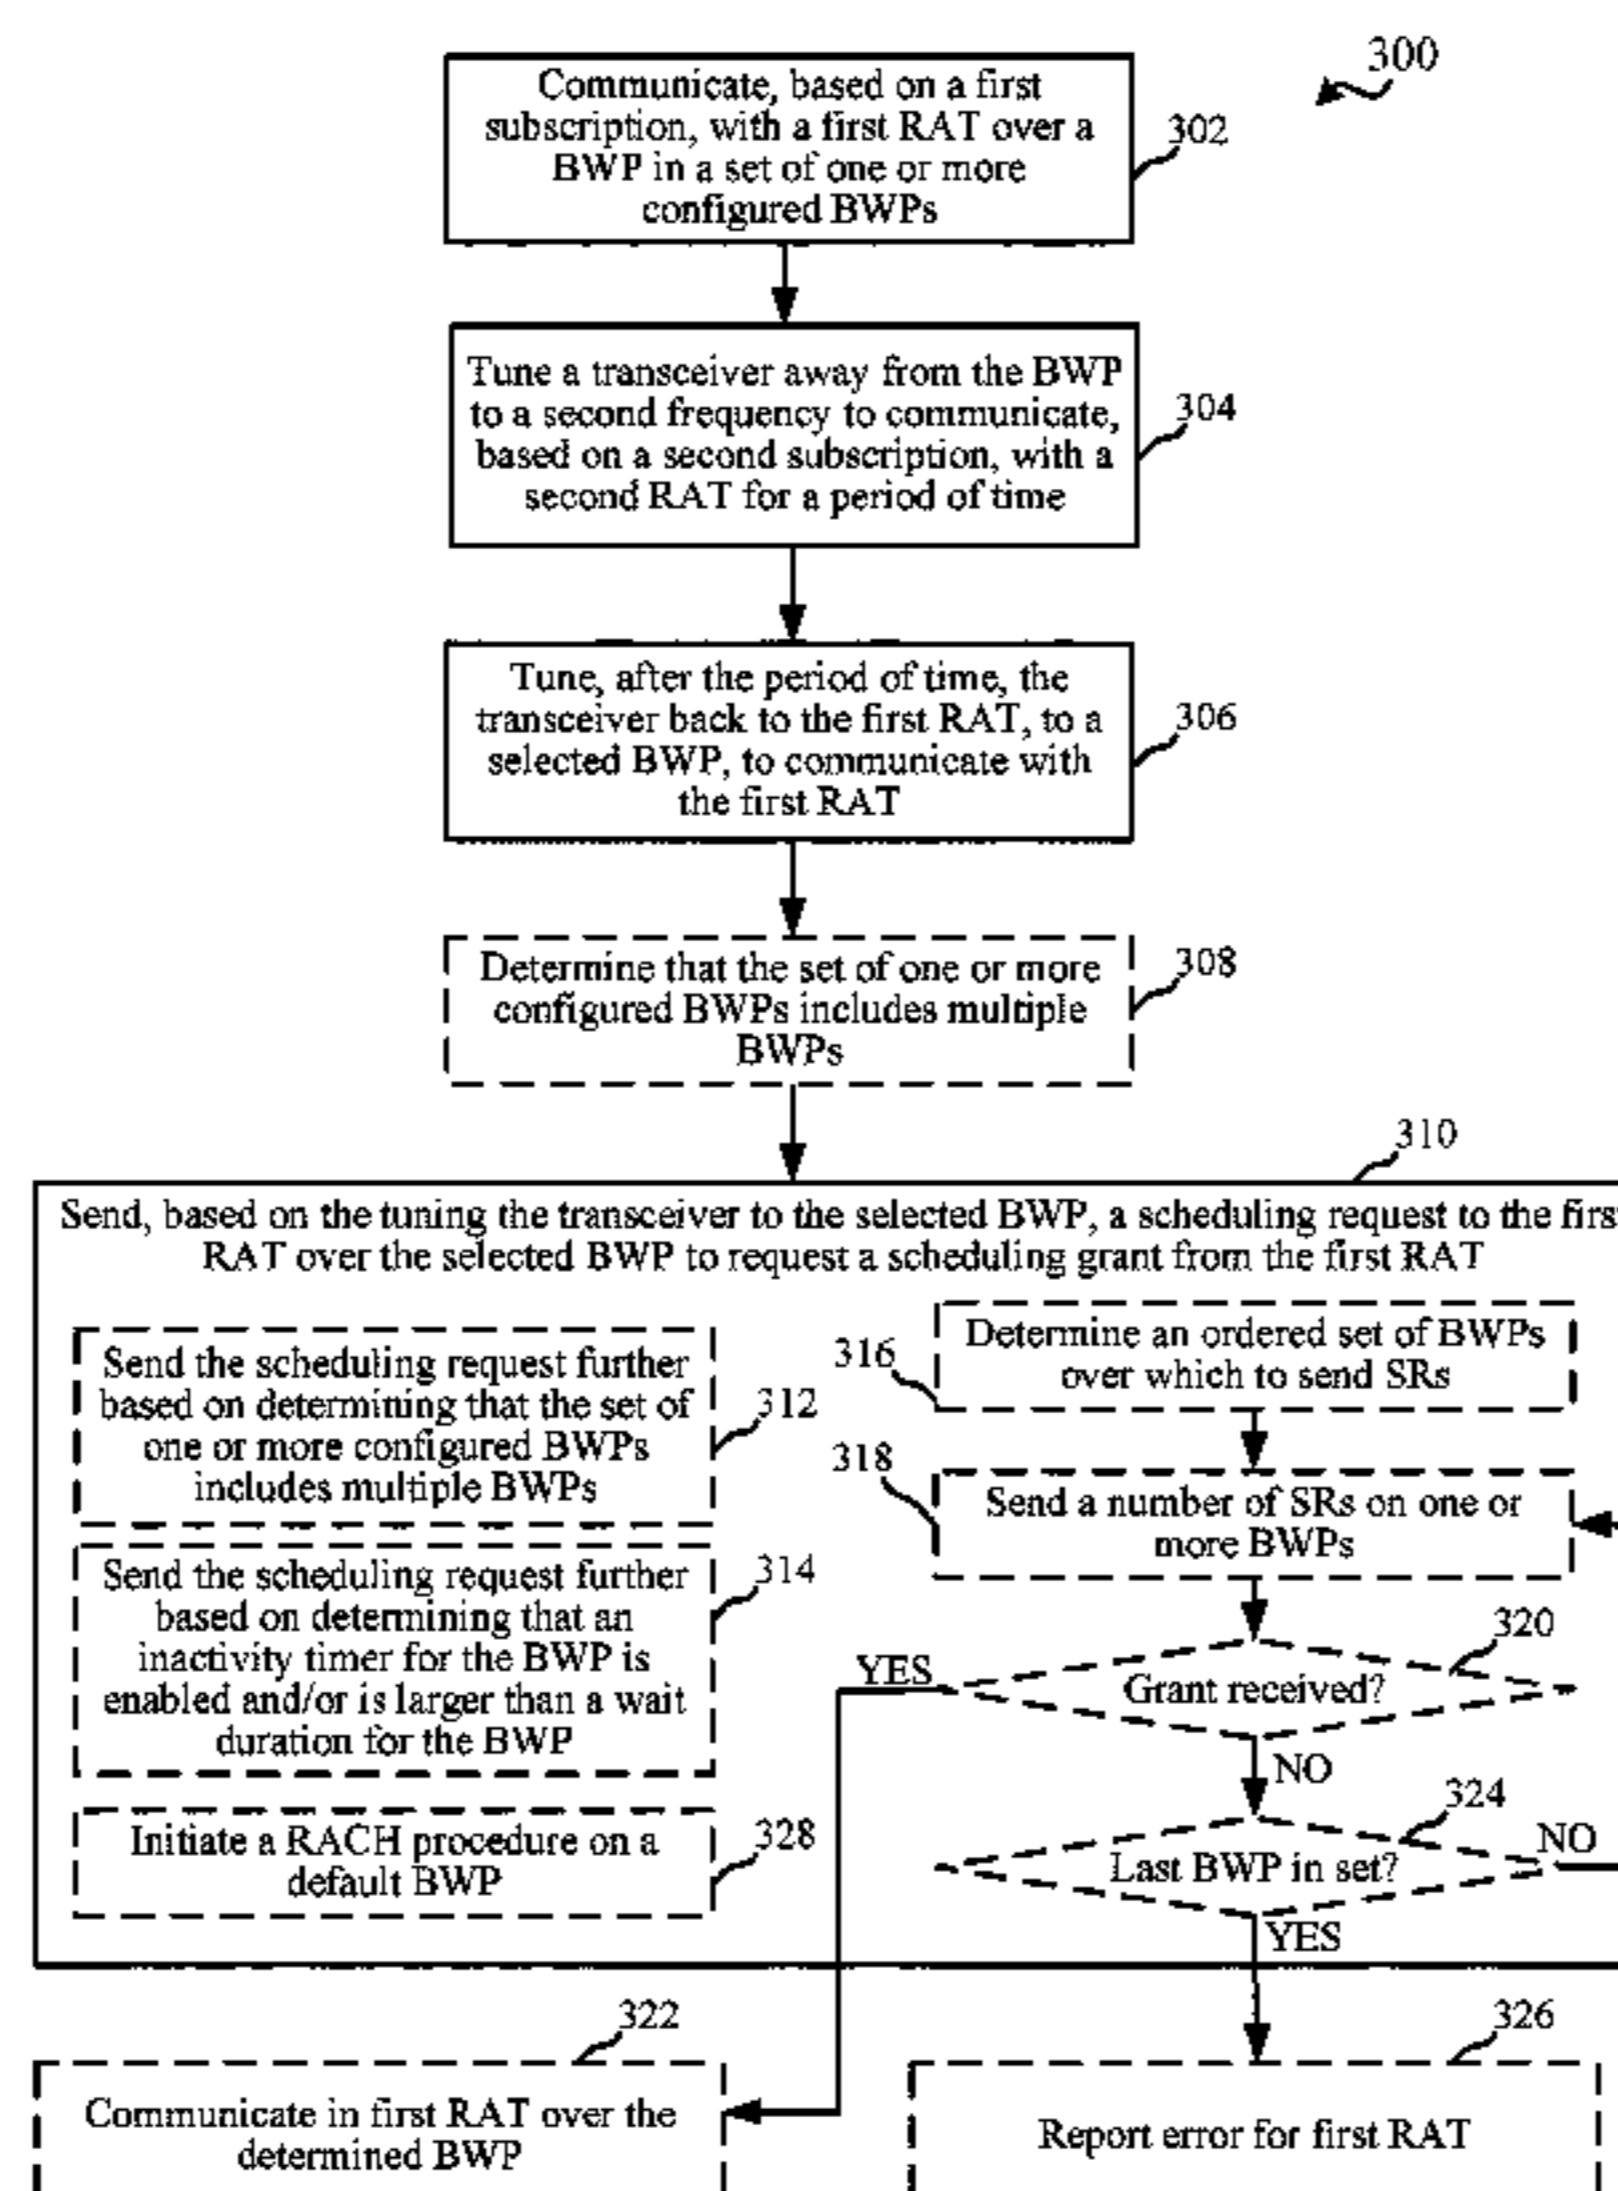 300
Communicate, based on a first
subscription, with a first RAT over a
BWP in a set of one or more
configured BWPs
302
Tune a transceiver away from the BWP
to a second frequency to communicate,
based on a second subscription, with a
second RAT for a period of time
304
Tune, after the period of time, the
transceiver back to the first RAT, to a
selected BWP, to communicate with
the first RAT
306
Determine that the set of one or more
configured BWPs includes multiple
BWPs
308
310
Send, based on the tuning the transceiver to the selected BWP, a scheduling request to the firs
RAT over the selected BWP to request a scheduling grant from the first RAT
Send the scheduling request further
based on determining that the set of
one or more configured BWPs
includes multiple BWPs
312
Send the scheduling request further
based on determining that an
inactivity timer for the BWP is
enabled and/or is larger than a wait
duration for the BWP
314
Initiate a RACH procedure on a
default BWP
328
316
Determine an ordered set of BWPs
over which to send SRs
318
Send a number of SRs on one or
more BWPs
320
YES
Grant received?
NO
324
Last BWP in set?
NO
YES
322
Communicate in first RAT over the
determined BWP
326
Report error for first RAT